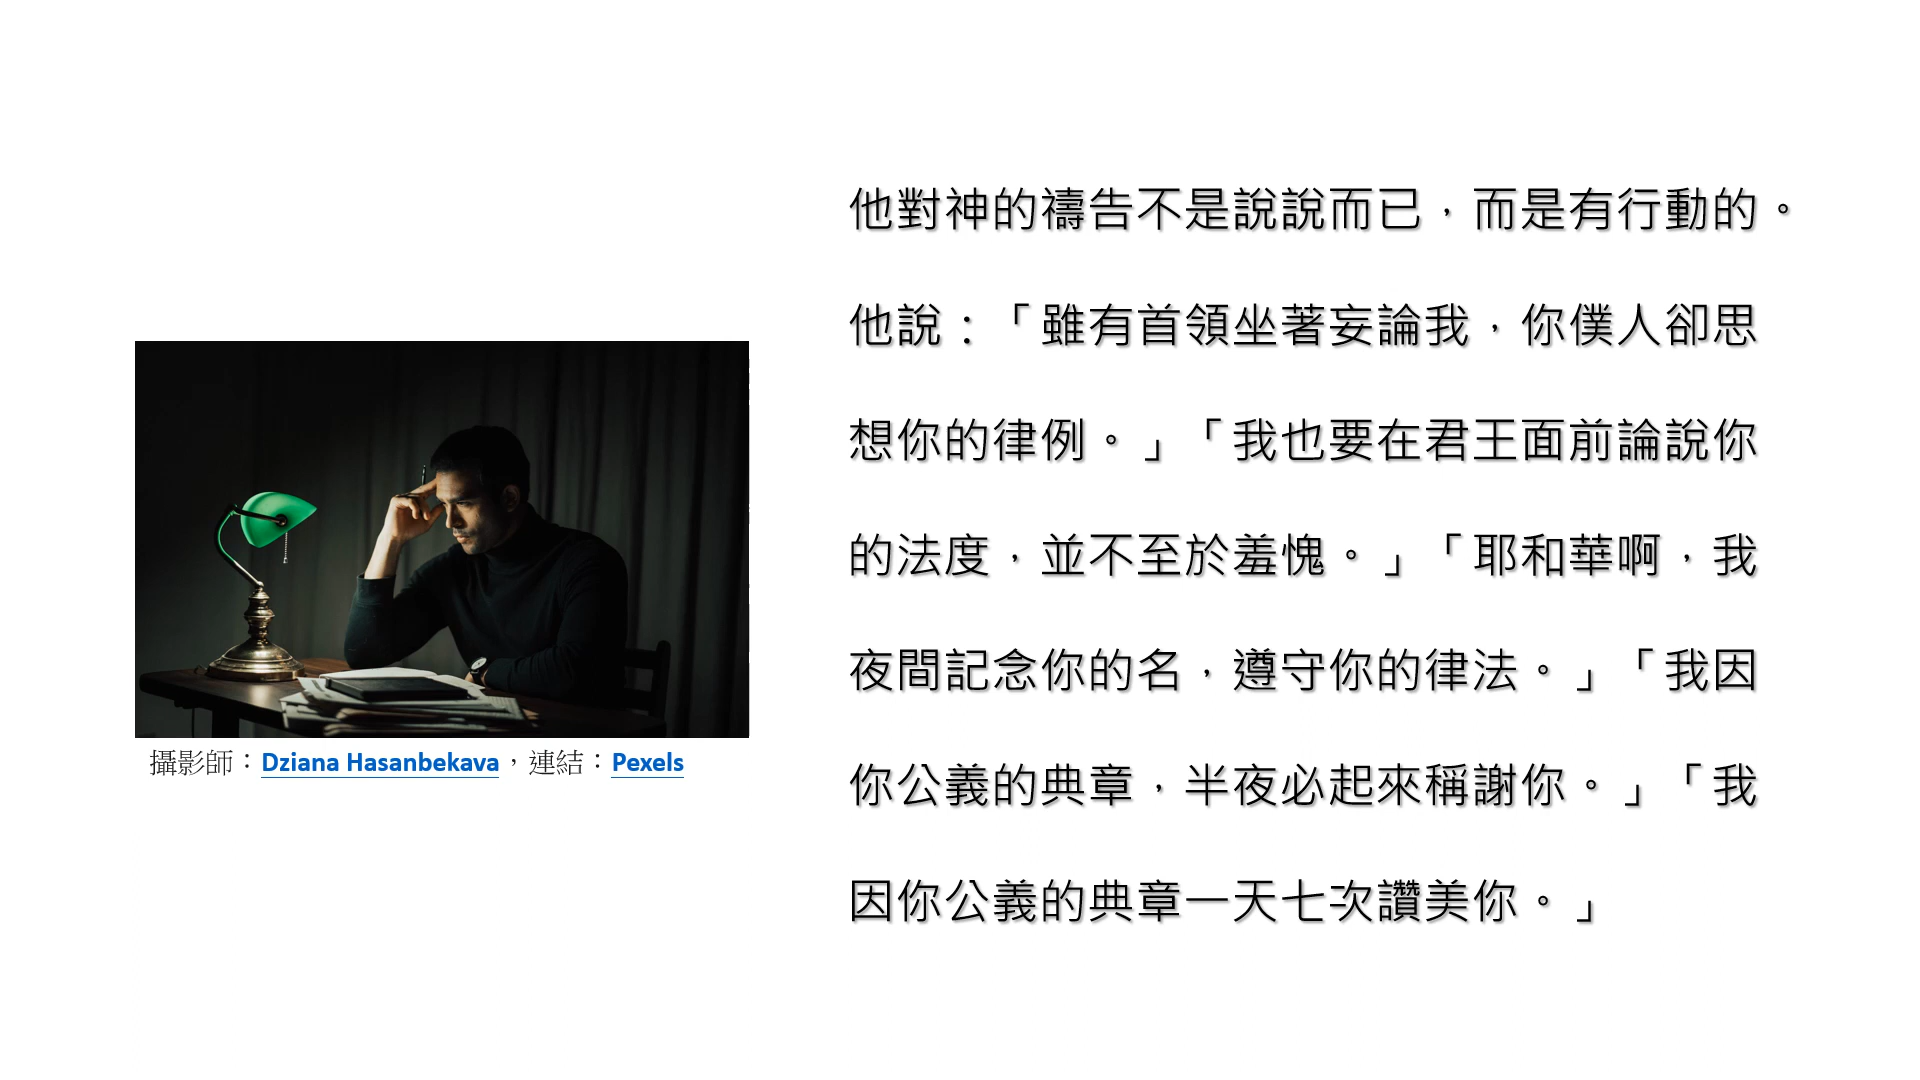 他對神的禱告不是說說而已，而是有行動的。
他說：「雖有首領坐著妄論我，你僕人卻思
想你的律例。」「我也要在君王面前論說你
的法度，並不至於羞愧。」「耶和華啊，我
夜間記念你的名，遵守你的律法。」「我因
你公義的典章，半夜必起來稱謝你。」「我
因你公義的典章一天七次讚美你。」
攝影師：Dziana Hasanbekava，連結：Pexels